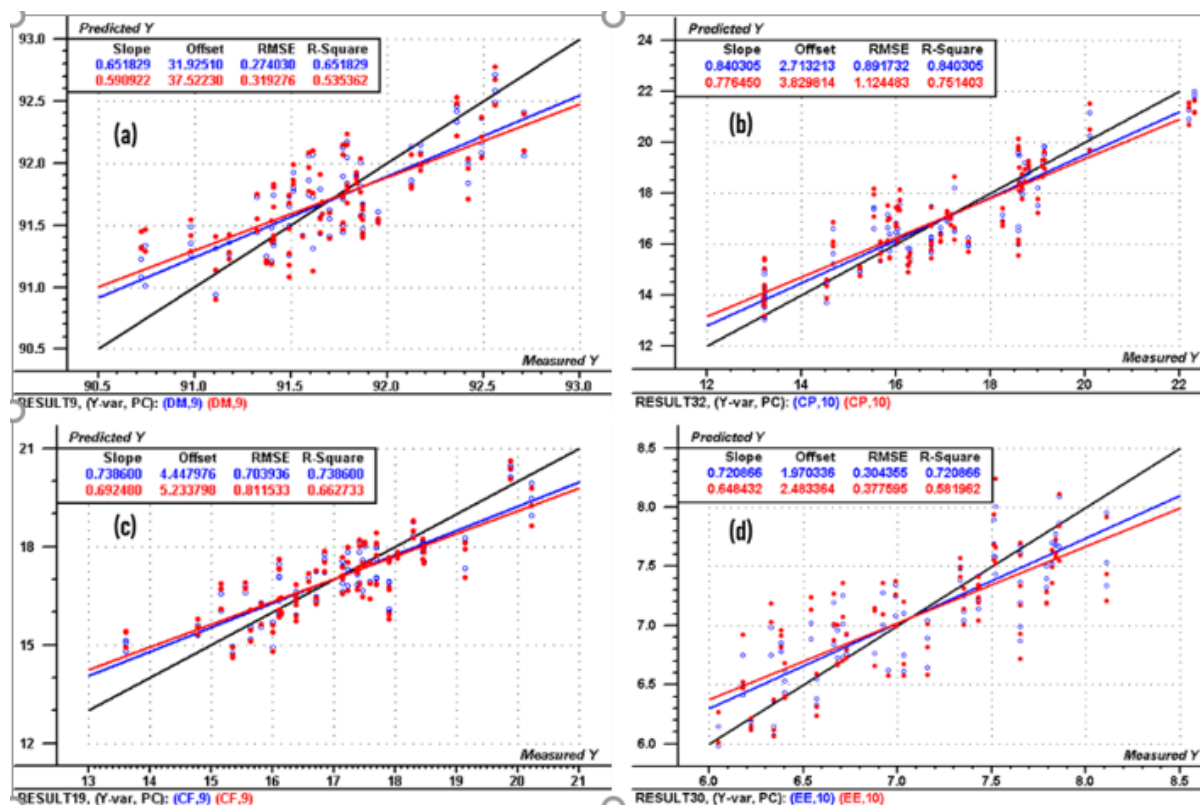 Predicted Y
93.0
Slope Offset RMSE R-Square
0.651829 31.92510 0.274030 0.651829
0.590922 37.52230 0.319276 0.535362
92.5
(a)
92.0
91.5
91.0
90.5
Measured Y
90.5 91.0 91.5 92.0 92.5 93.0
RESULT9, (Y-var, PC): (DM,9) (DM,9)
Predicted Y
24
Slope Offset RMSE R-Square
0.840305 2.713213 0.891732 0.840305
0.776450 3.829814 1.124483 0.751403
22
(b)
20
18
16
14
12
Measured Y
12 14 16 18 20 22
RESULT32, (Y-var, PC): (CP,10) (CP,10)
Predicted Y
21
Slope Offset RMSE R-Square
0.738600 4.447976 0.703936 0.738600
0.692480 5.233798 0.811533 0.662733
(c)
18
15
12
Measured Y
13 14 15 16 17 18 19 20 21
RESULT19, (Y-var, PC): (CF,9) (CF,9)
Predicted Y
8.5
Slope Offset RMSE R-Square
0.720866 1.970336 0.304355 0.720866
0.648432 2.483364 0.377595 0.581962
8.0
(d)
7.5
7.0
6.5
6.0
Measured Y
6.0 6.5 7.0 7.5 8.0 8.5
RESULT30, (Y-var, PC): (EE,10) (EE,10)